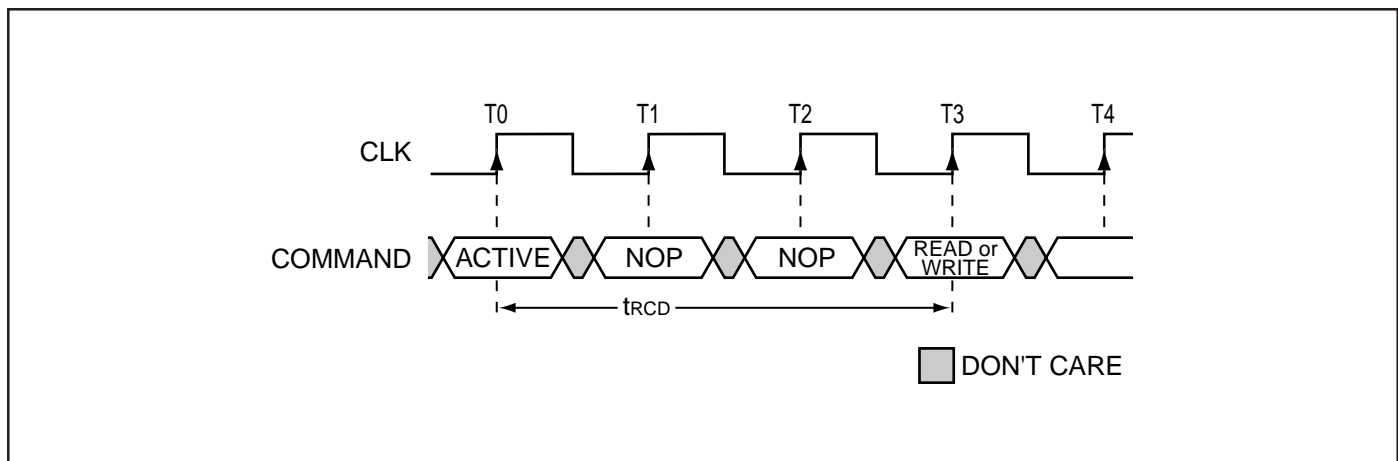 T0 T1 T2 T3 T4
CLK
COMMAND ACTIVE NOP NOP READ or
WRITE
tRCD
DON'T CARE